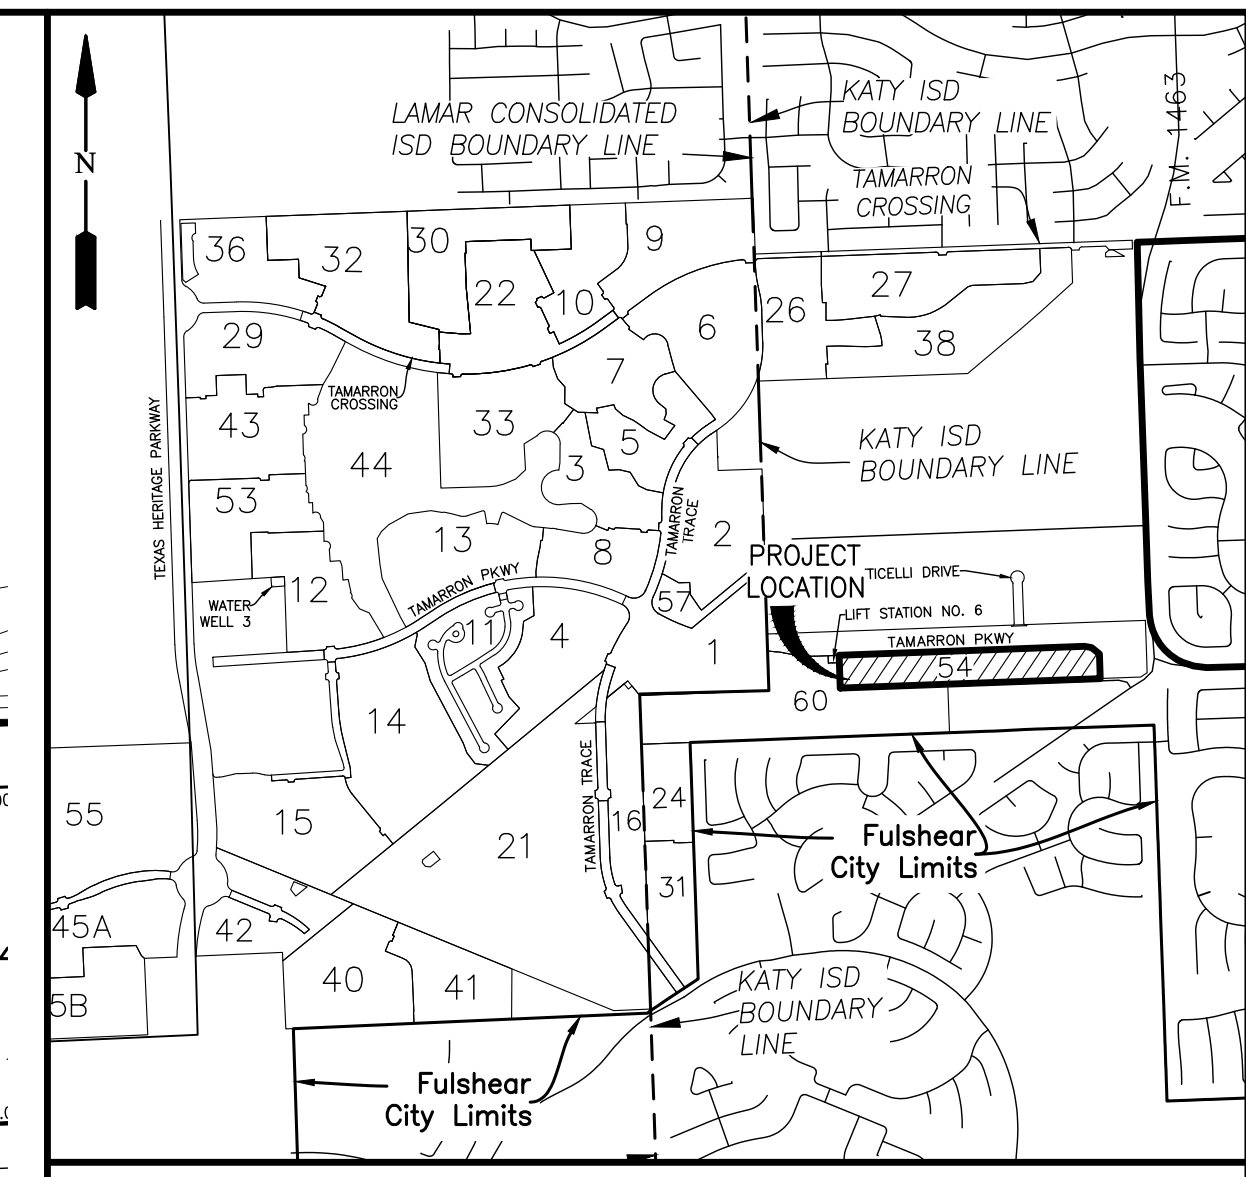 N
LAMAR CONSOLIDATED
ISD BOUNDARY LINE
KATY ISD
BOUNDARY LINE
F.M. 1463
TAMARRON
CROSSING
36
32
30
22
10
9
6
26
27
38
29
TAMARRON
CROSSING
7
43
33
5
3
44
KATY ISD
BOUNDARY LINE
TEXAS HERITAGE PARKWAY
53
13
8
TAMARRON
TRACE
2
PROJECT
LOCATION
TICELLI DRIVE
12
WATER
WELL 3
TAMARRON PKWY
57
LIFT STATION NO. 6
TAMARRON PKWY
11
4
1
54
60
14
TAMARRON TRACE
55
15
21
16
24
31
Fulshear
City Limits
45A
42
5B
40
41
KATY ISD
BOUNDARY
LINE
Fulshear
City Limits